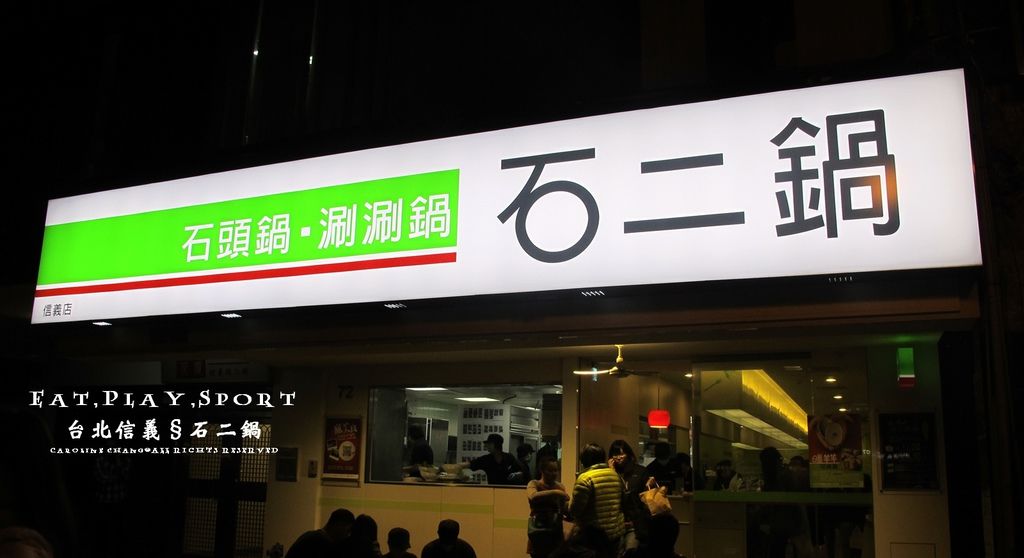 石二鍋
石頭鍋·涮涮鍋
信義店
72
EAT,PLAY,SPORT
台北信義§石二鍋
CAROLINE CHANG©ALL RIGHTS RESERVED